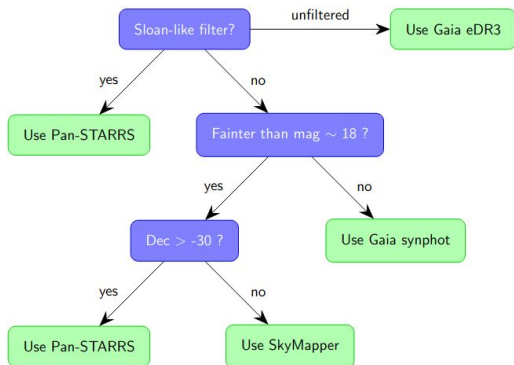 Sloan-like filter?
unfiltered
Use Gaia eDR3
yes
no
Use Pan-STARRS
Fainter than mag ∼ 18 ?
yes
no
Dec > -30 ?
Use Gaia synphot
yes
no
Use Pan-STARRS
Use SkyMapper